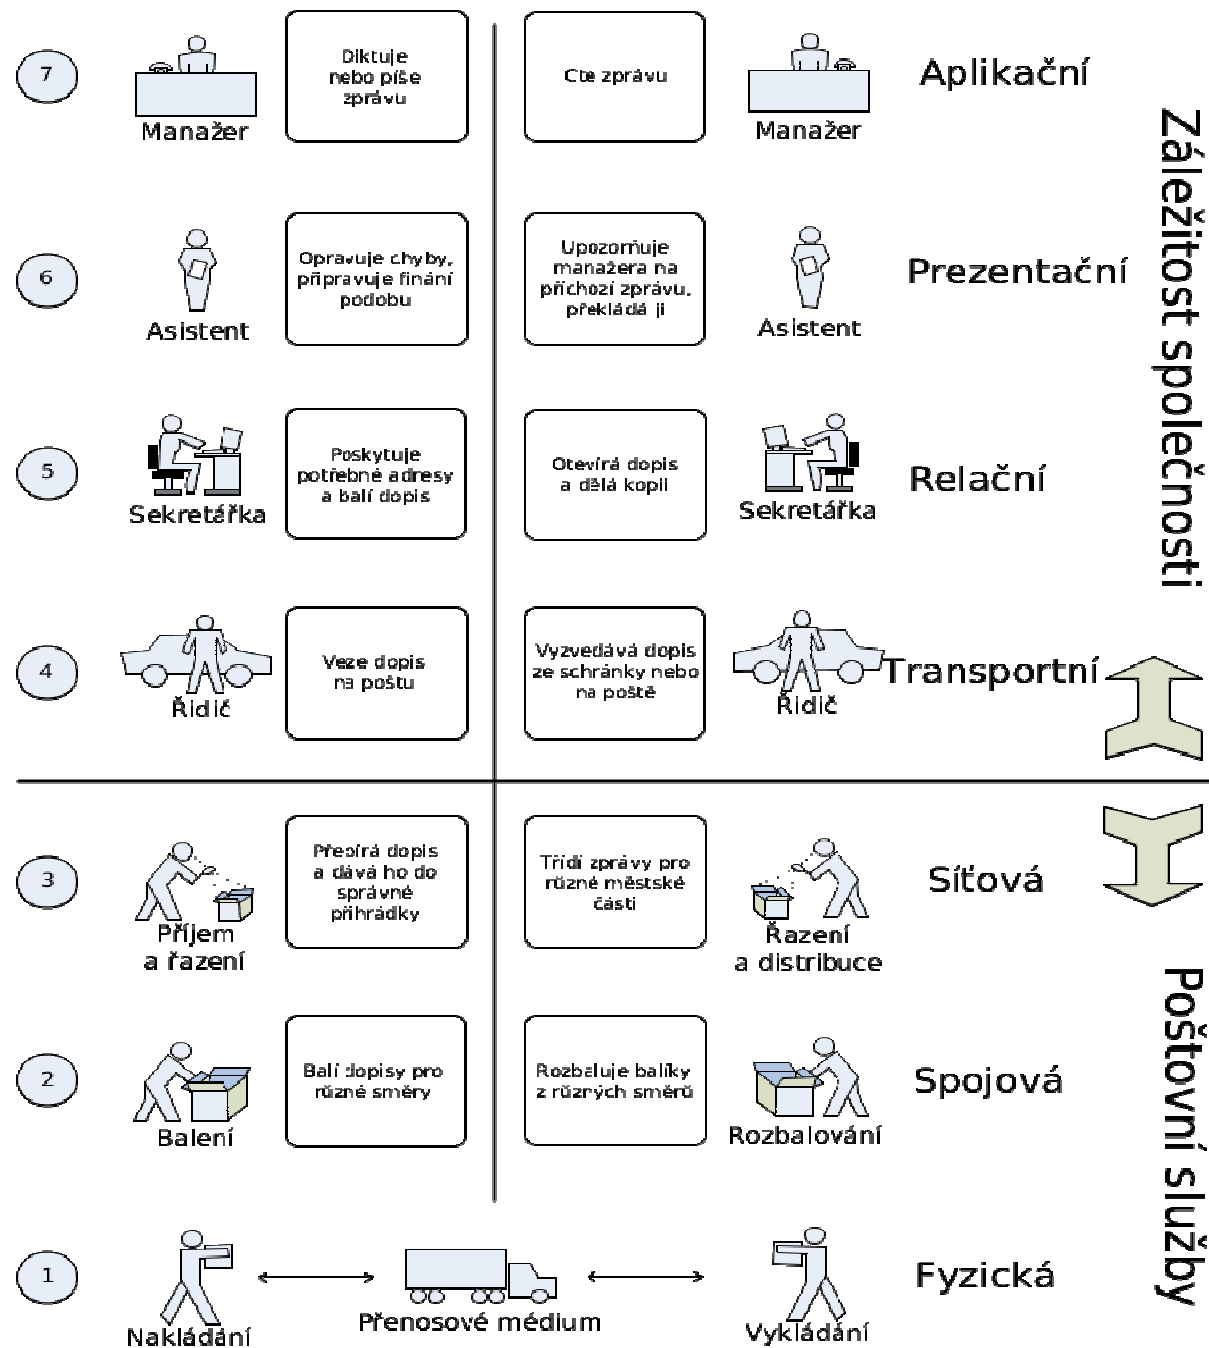 7
Manažer
Diktuje
nebo píše
zprávu
Čte zprávu
Manažer
Aplikační
6
Asistent
Opravuje chyby,
připravuje finání
podobu
Upozorňuje
manažera na
příchozí zprávu,
překládá ji
Asistent
Prezentační
5
Sekretářka
Poskytuje
potřebné adresy
a balí dopis
Otevírá dopis
a dělá kopii
Sekretářka
Relační
4
Řidič
Veze dopis
na poštu
Vyzvedává dopis
ze schránky nebo
na poště
Řidič
Transportní
Záležitost společnosti
3
Příjem
a řazení
Přebírá dopis
a dává ho do
správné
přihrádky
Třídí zprávy pro
různé městské
části
Řazení
a distribuce
Síťová
2
Balení
Balí dopisy pro
různé směry
Rozbaluje balíky
z různých směrů
Rozbalování
Spojová
1
Nakládání
Přenosové médium
Vykládání
Fyzická
Poštovní služby